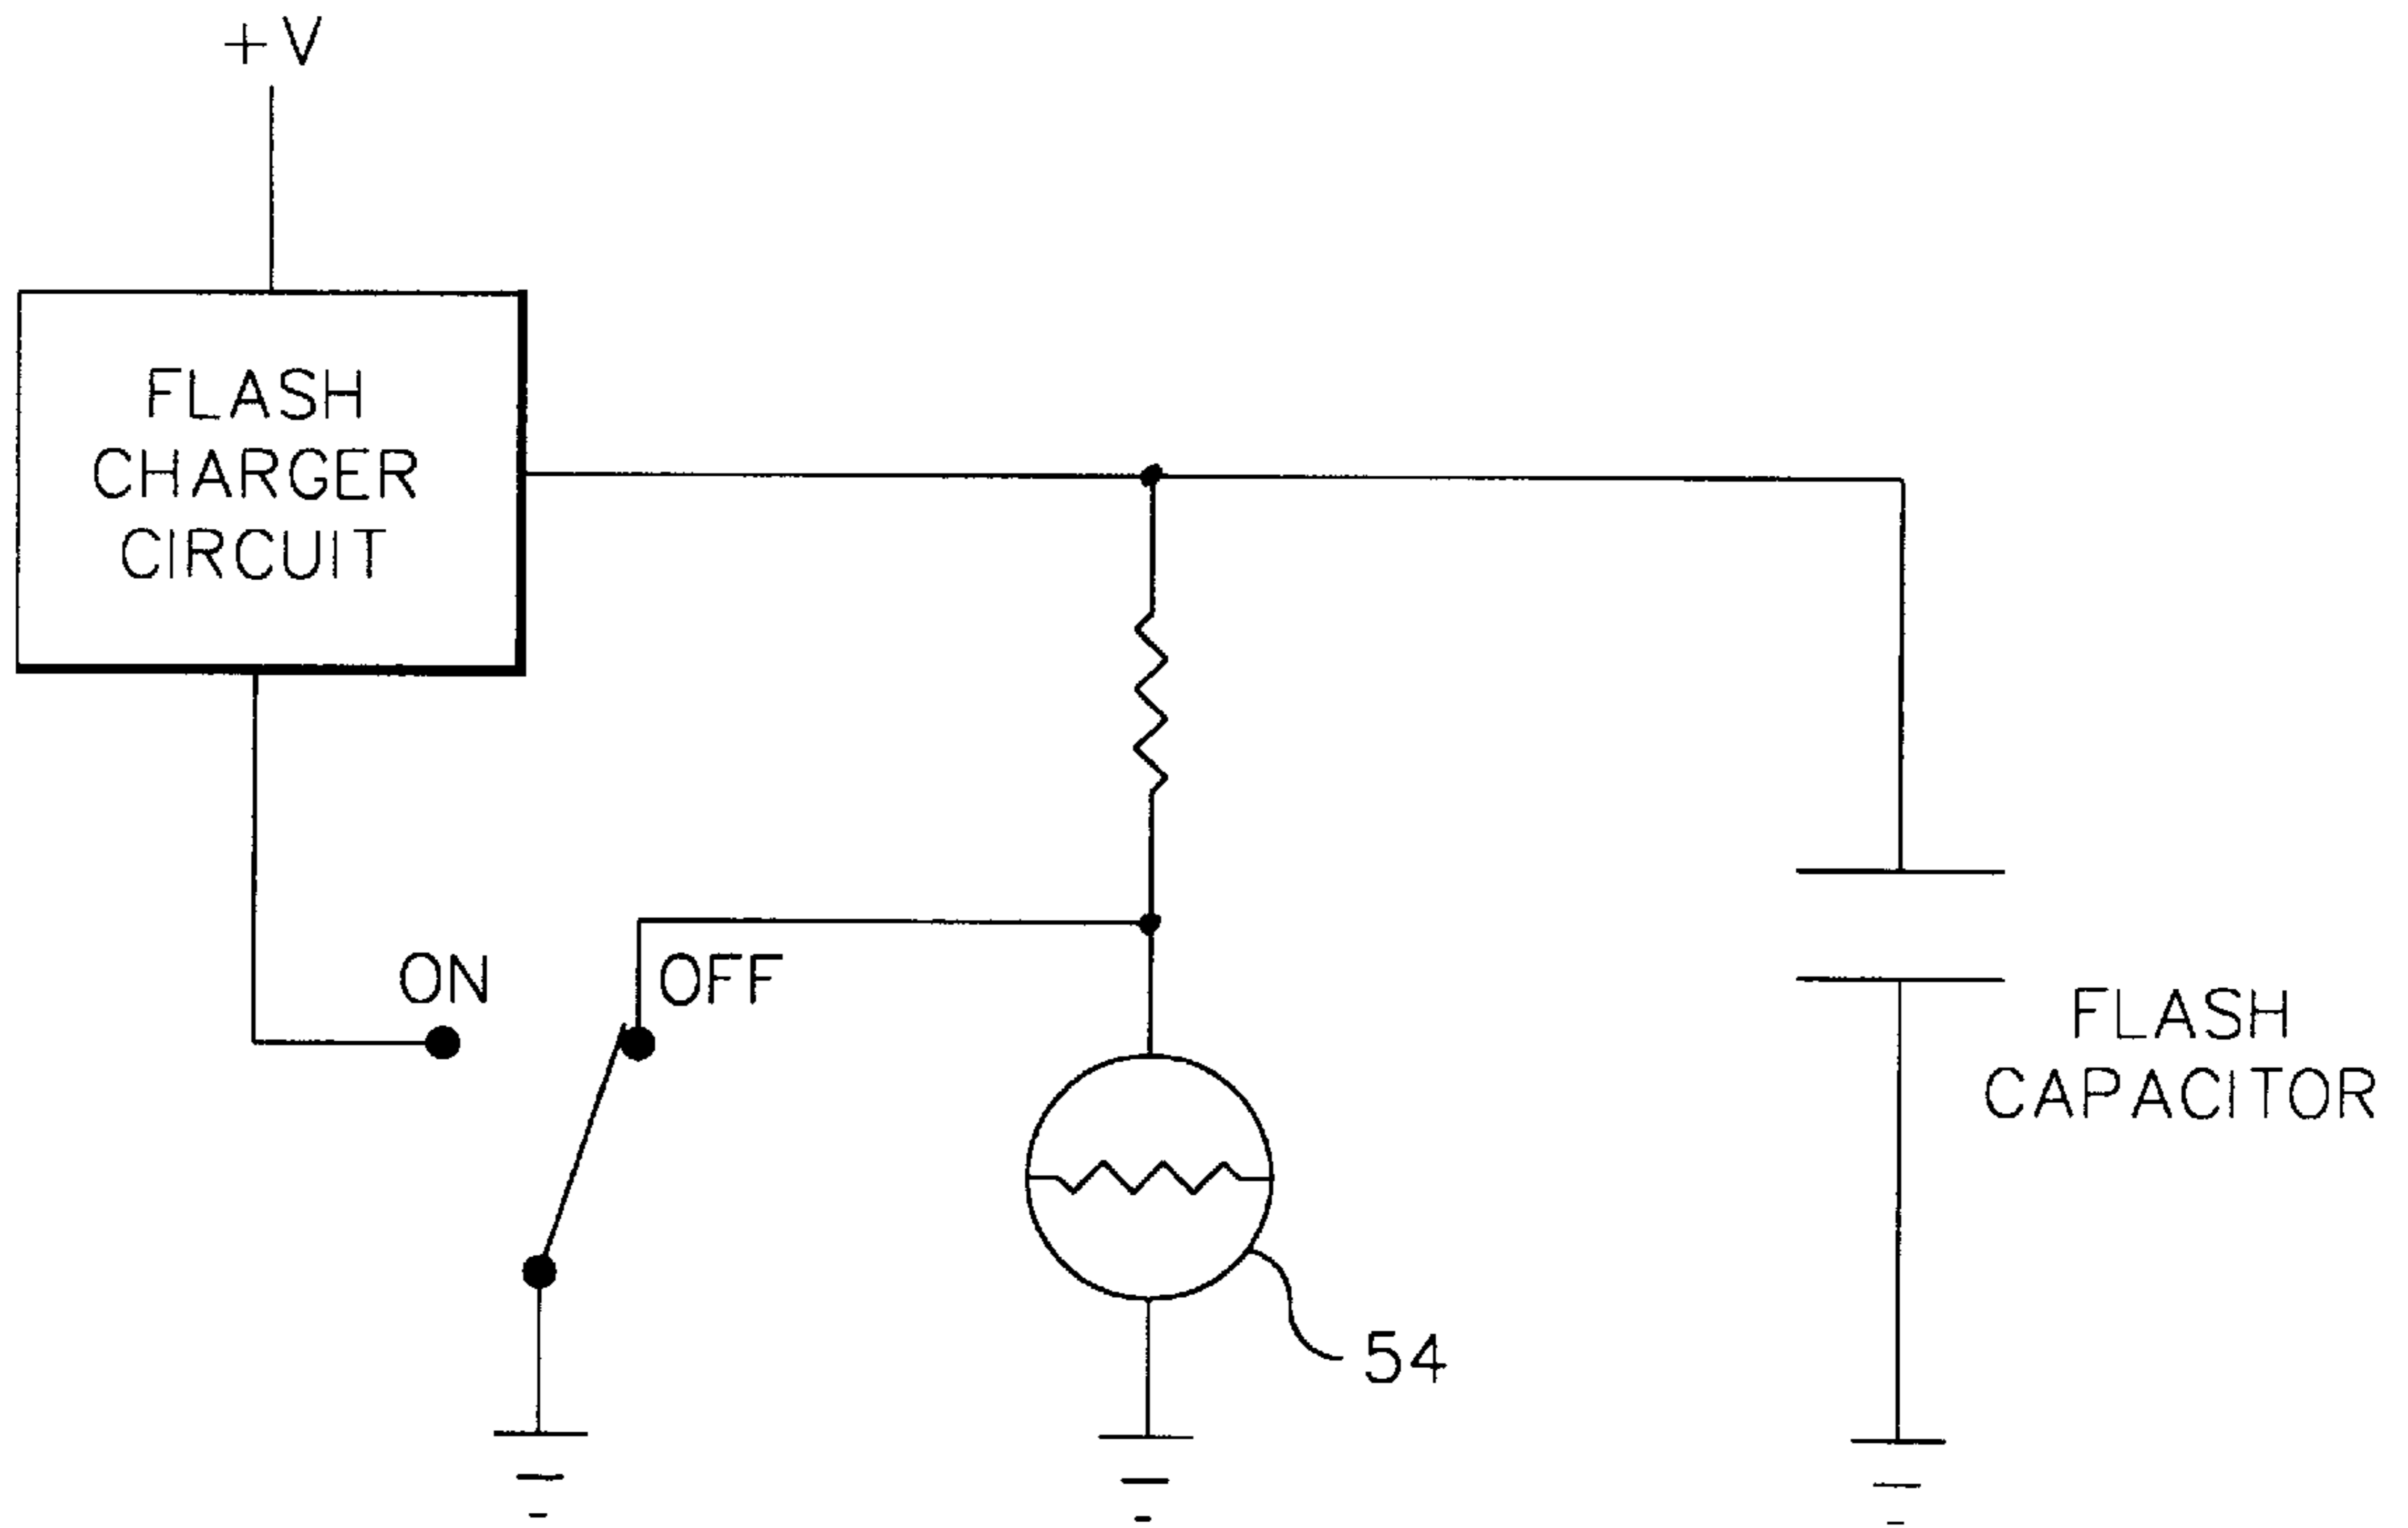 +V
FLASH
CHARGER
CIRCUIT
ON
OFF
FLASH
CAPACITOR
54